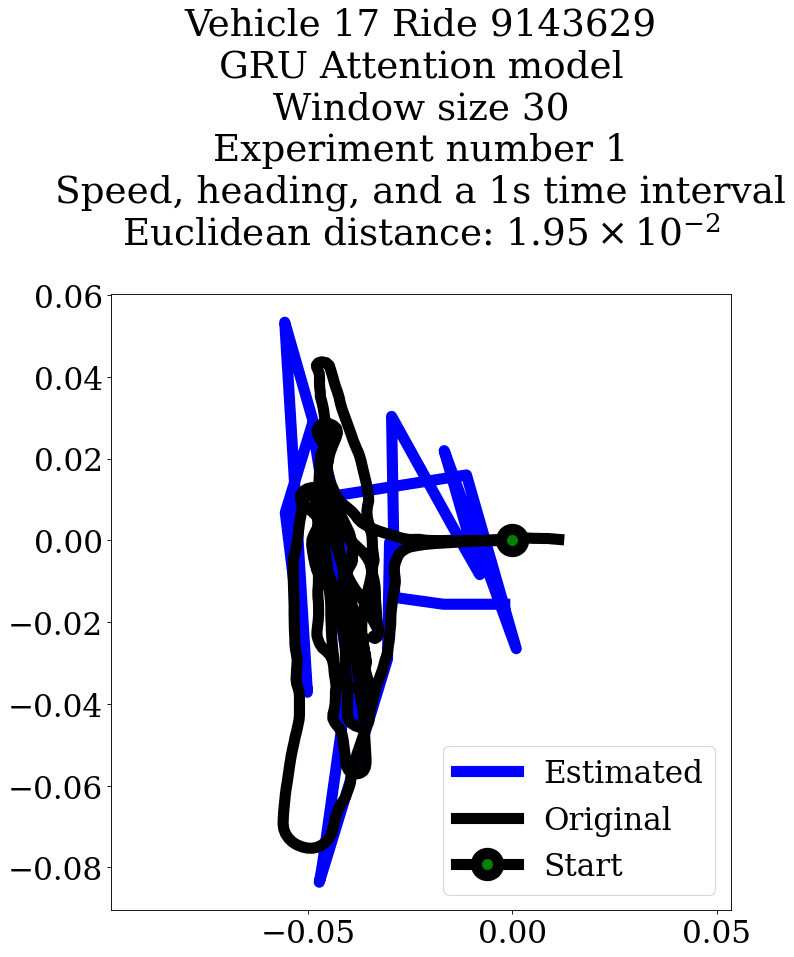 Vehicle 17 Ride 9143629
GRU Attention model
Window size 30
Experiment number 1
Speed, heading, and a 1s time interval
Euclidean distance: 1.95 × 10⁻²
0.06
0.04
0.02
0.00
−0.02
−0.04
−0.06
−0.08
Estimated
Original
Start
−0.05
0.00
0.05